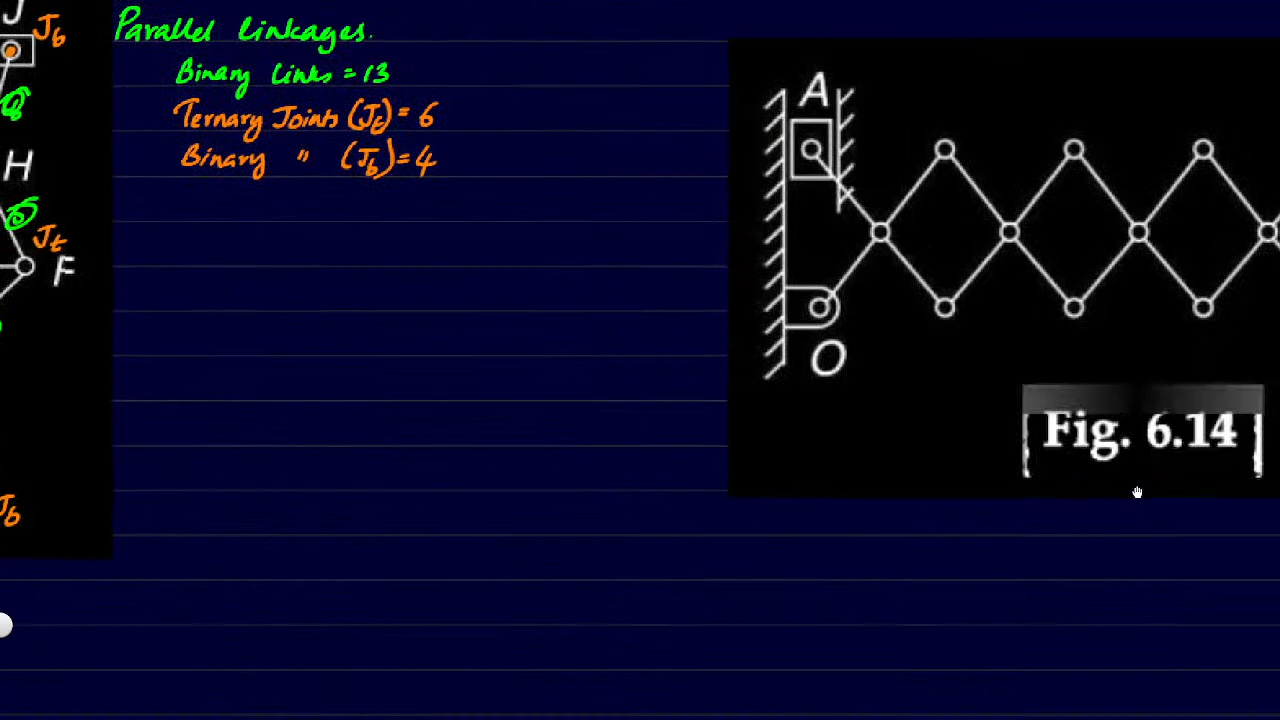 J
Jb
Parallel linkages.
Binary Links = 13
Ternary Joints (Jt) = 6
Binary " (Jb) = 4
H
Jt
F
Jb
A
O
Fig. 6.14